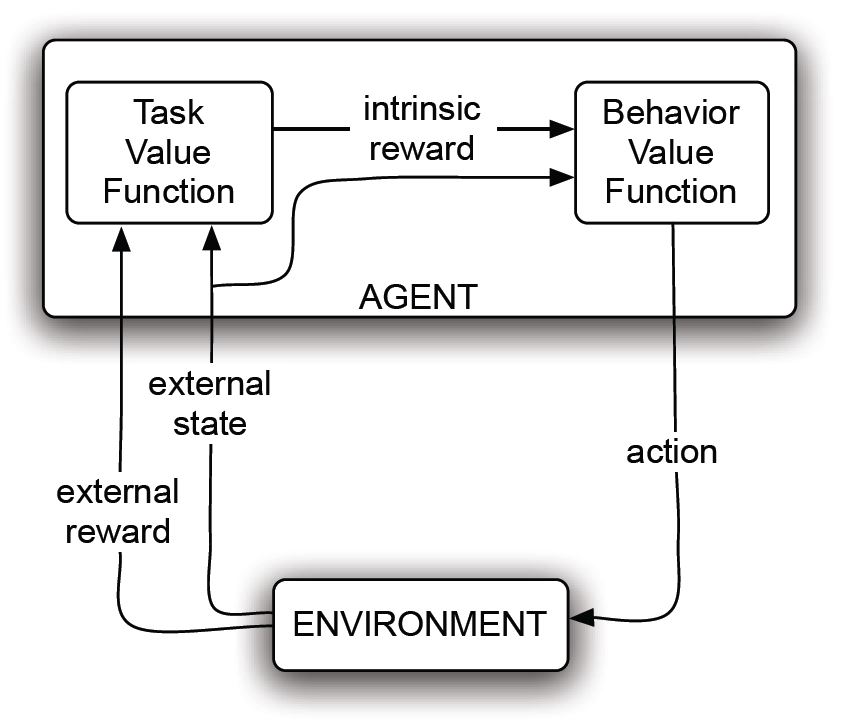 Task
Value
Function
intrinsic
reward
Behavior
Value
Function
AGENT
external
state
external
reward
action
ENVIRONMENT